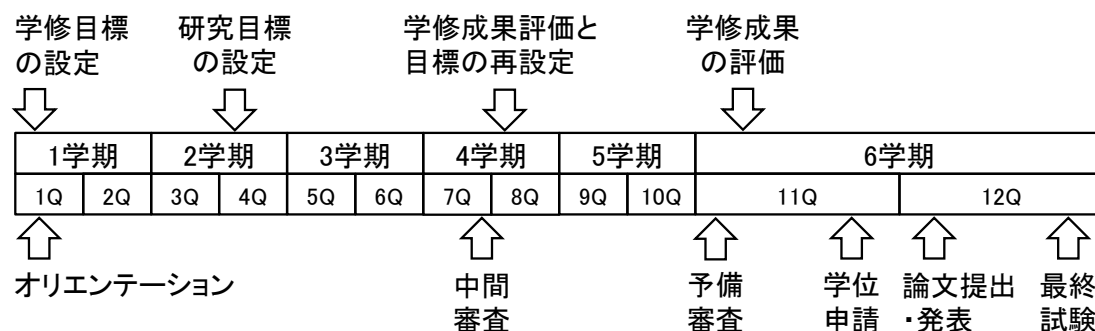 学修目標
の設定
研究目標
の設定
学修成果評価と
目標の再設定
学修成果
の評価
1学期 2学期 3学期 4学期 5学期 6学期
1Q 2Q 3Q 4Q 5Q 6Q 7Q 8Q 9Q 10Q 11Q 12Q
オリエンテーション
中間
審査
予備
審査
学位
申請
論文提出
・発表
最終
試験